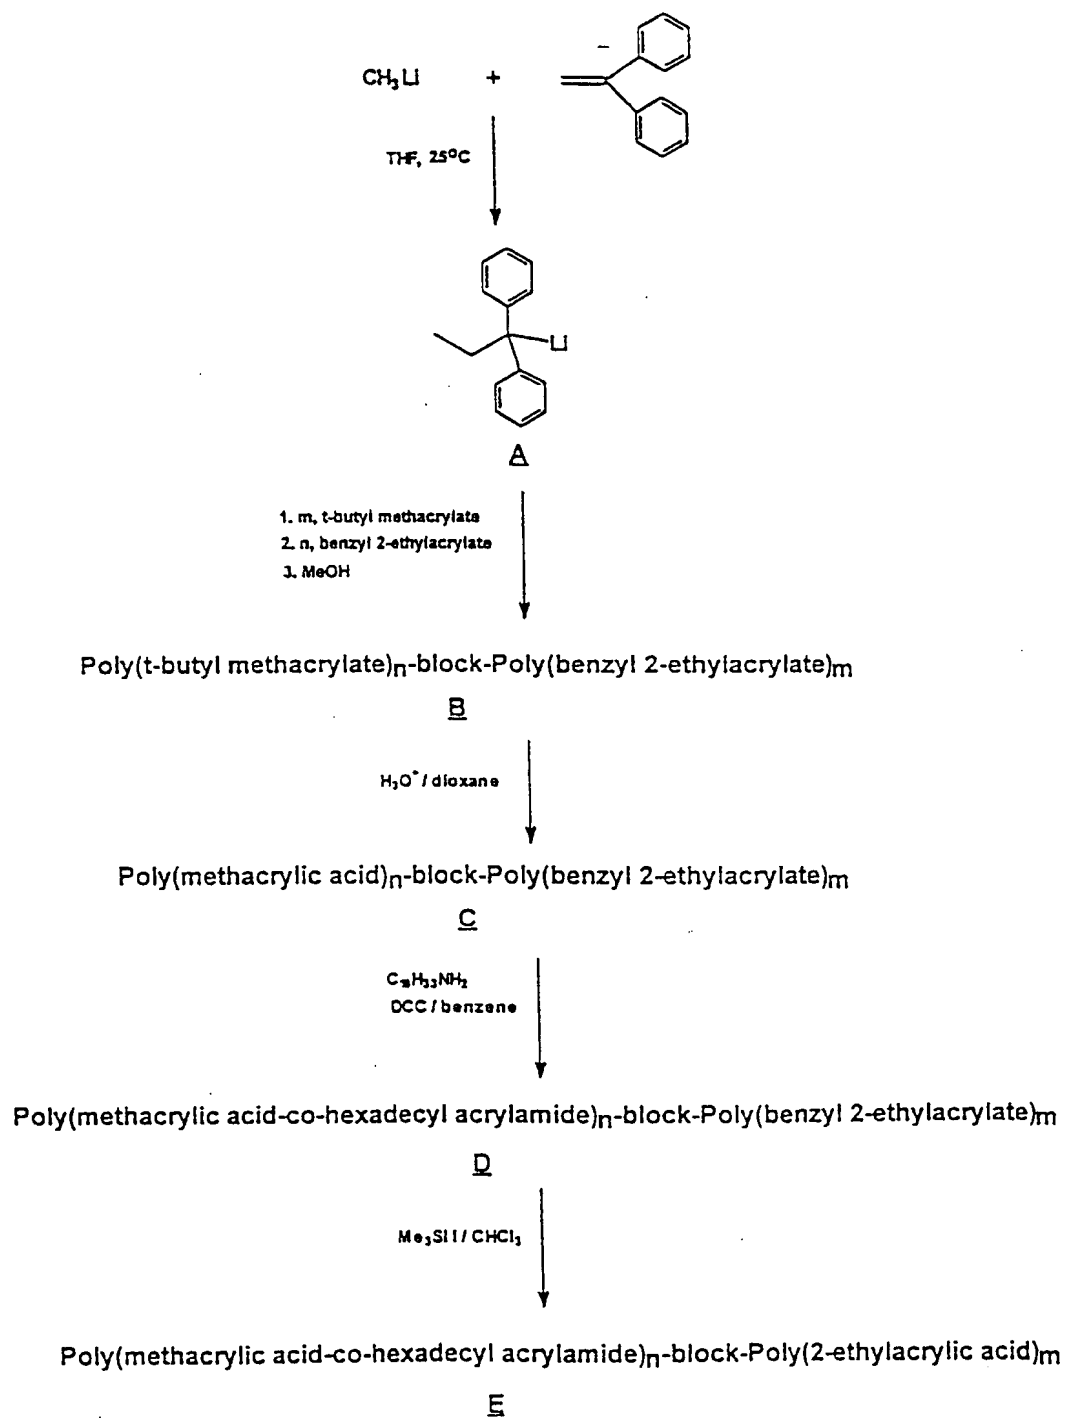 CH₃Li + 
THF, 25°C
Li
A
1. m, t-butyl methacrylate
2. n, benzyl 2-ethylacrylate
3. MeOH
Poly(t-butyl methacrylate)n-block-Poly(benzyl 2-ethylacrylate)m
B
H₃O⁺ / dioxane
Poly(methacrylic acid)n-block-Poly(benzyl 2-ethylacrylate)m
C
NH₂
DCC / benzene
Poly(methacrylic acid-co-hexadecyl acrylamide)n-block-Poly(benzyl 2-ethylacrylate)m
D
Me₃SiI / CHCl₃
Poly(methacrylic acid-co-hexadecyl acrylamide)n-block-Poly(2-ethylacrylic acid)m
E